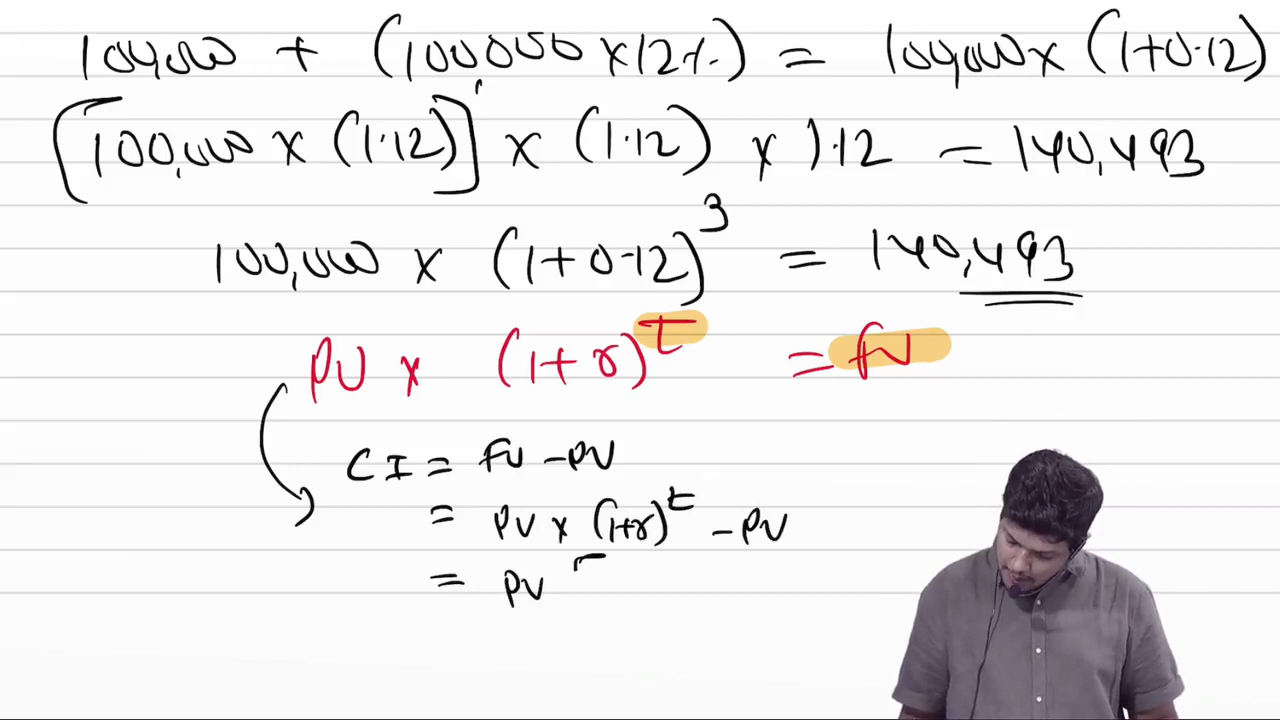 100,000 + (100,000 x 12%) = 100,000 x (1+0.12)
[100,000 x (1.12)] x (1.12) x 1.12 = 140,493
100,000 x (1+0.12)^3 = 140,493
PV x (1+r)^t = FV
CI = FV - PV
= PV x (1+r)^t - PV
= PV [